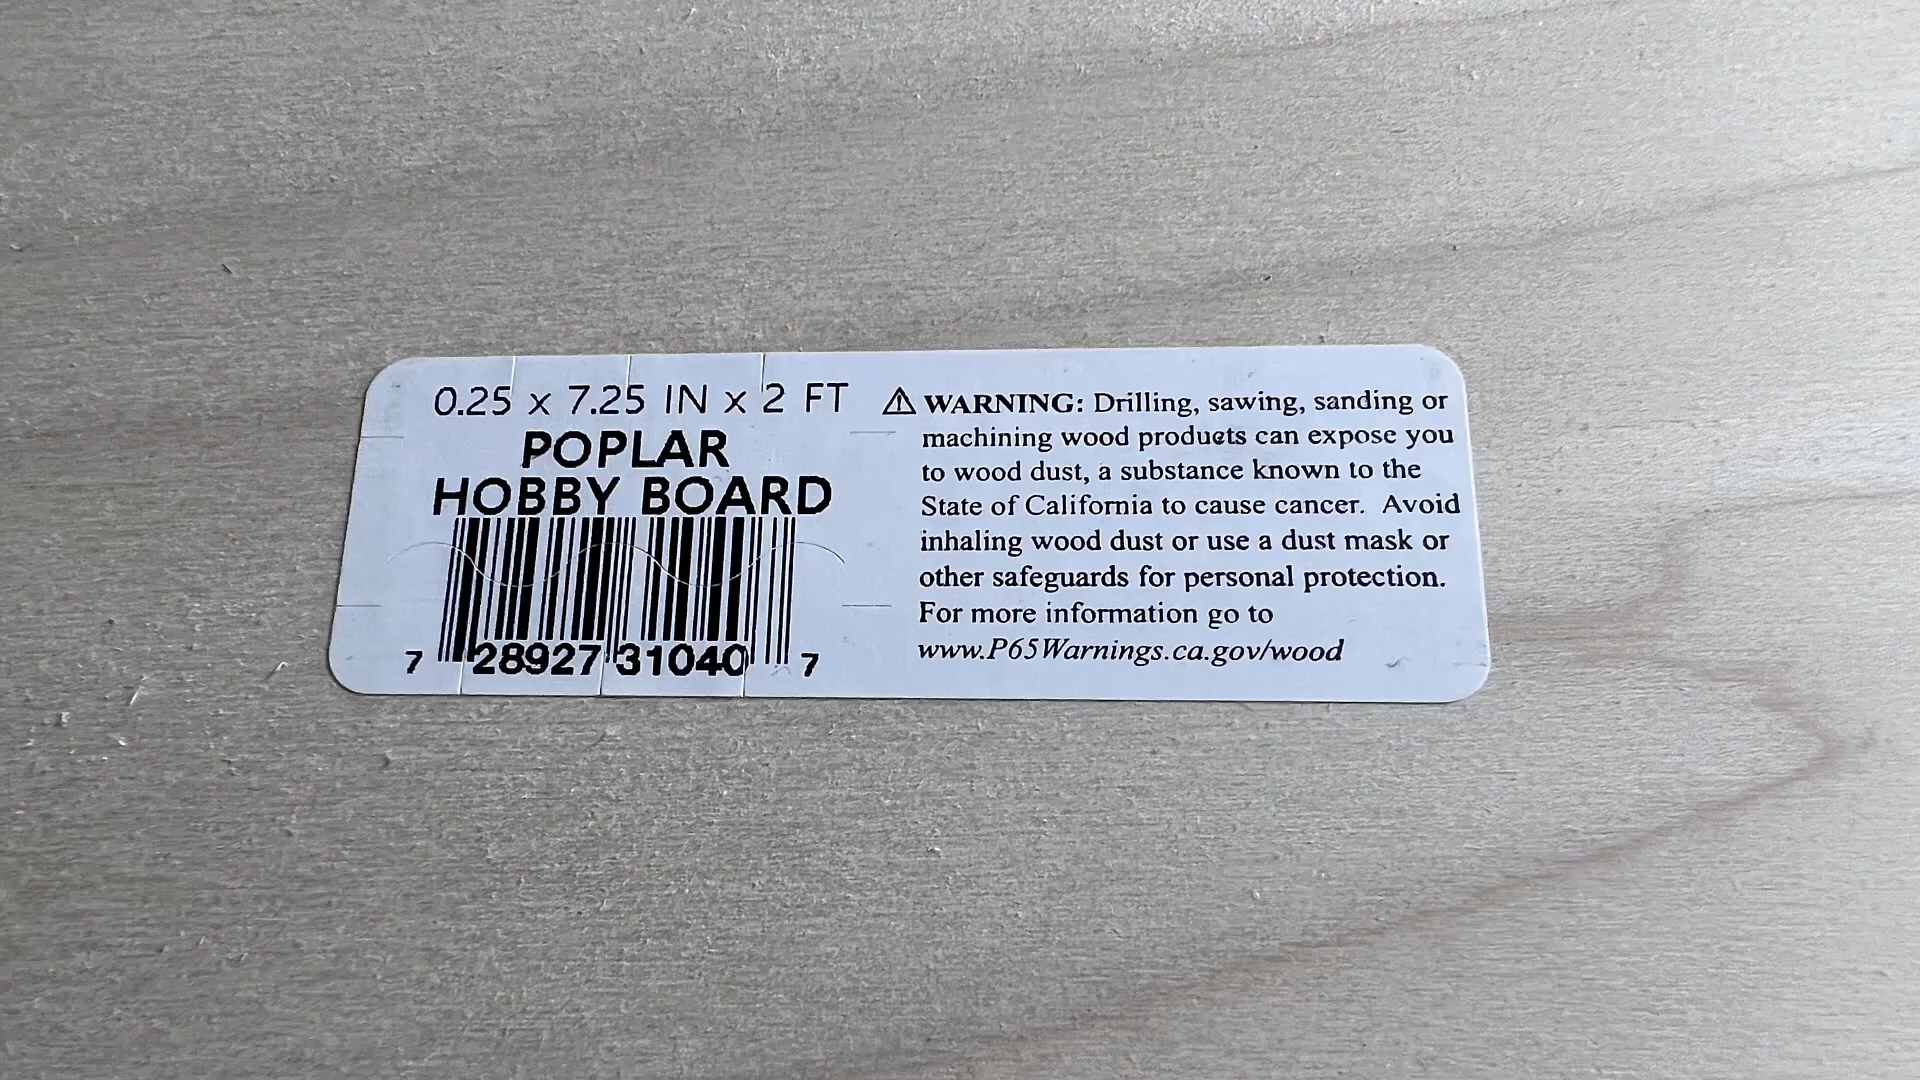 0.25 x 7.25 IN x 2 FT
POPLAR
HOBBY BOARD
7 28927 31040 7
⚠ WARNING: Drilling, sawing, sanding or
machining wood products can expose you
to wood dust, a substance known to the
State of California to cause cancer. Avoid
inhaling wood dust or use a dust mask or
other safeguards for personal protection.
For more information go to
www.P65Warnings.ca.gov/wood